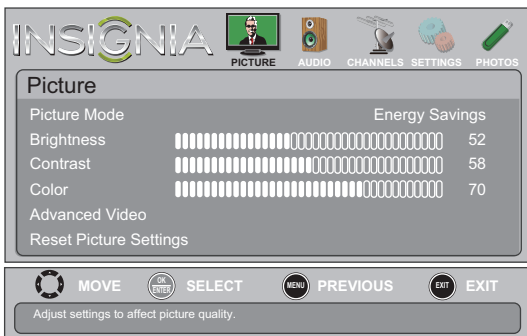 INSIGNIA
PICTURE AUDIO CHANNELS SETTINGS PHOTOS
Picture
Picture Mode Energy Savings
Brightness 52
Contrast 58
Color 70
Advanced Video
Reset Picture Settings
MOVE OK ENTER SELECT MENU PREVIOUS EXIT EXIT
Adjust settings to affect picture quality.